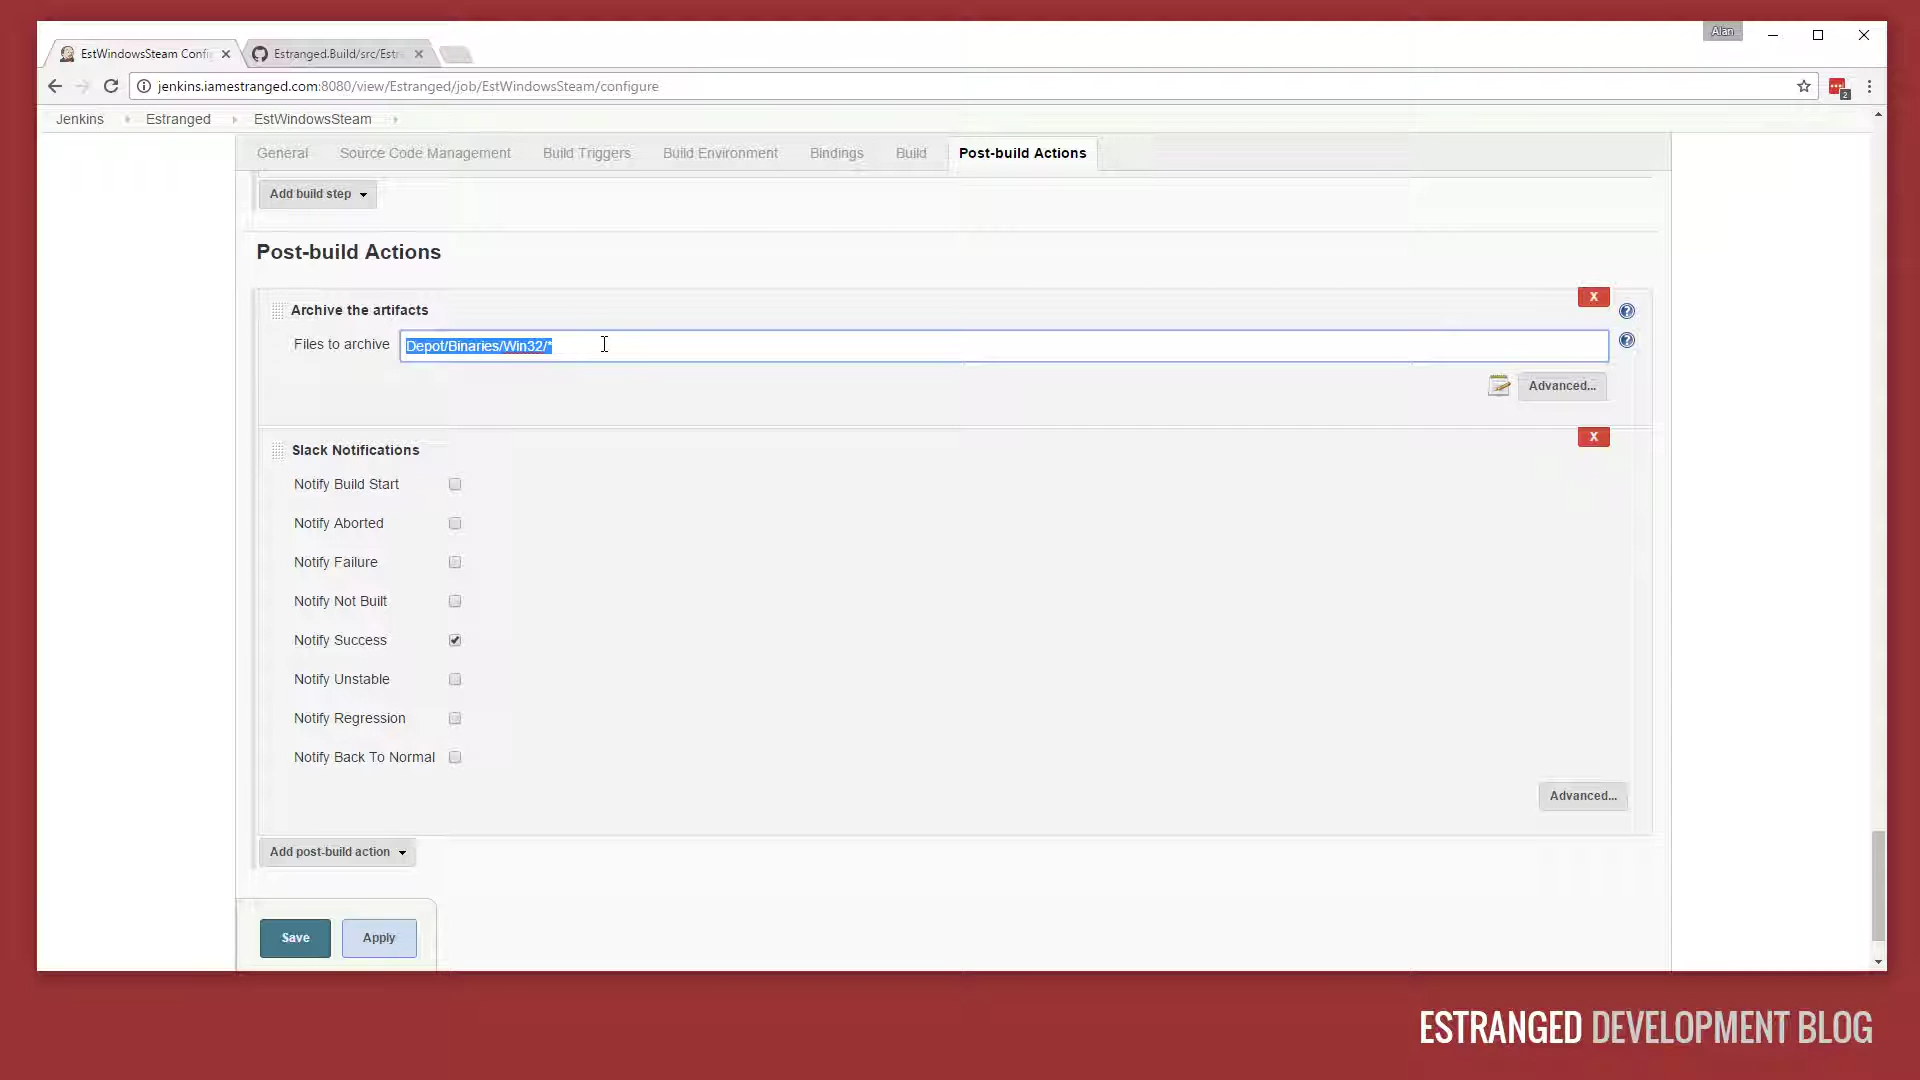 Alan
EstWindowsSteam Config
Estranged.Build/src/Estr
jenkins.iamestranged.com:8080/view/Estranged/job/EstWindowsSteam/configure
2
Jenkins Estranged EstWindowsSteam
General Source Code Management Build Triggers Build Environment Bindings Build Post-build Actions
Add build step
Post-build Actions
X
Archive the artifacts
Files to archive Depot/Binaries/Win32/*
Advanced...
X
Slack Notifications
Notify Build Start
Notify Aborted
Notify Failure
Notify Not Built
Notify Success
Notify Unstable
Notify Regression
Notify Back To Normal
Advanced...
Add post-build action
Save Apply
ESTRANGED DEVELOPMENT BLOG